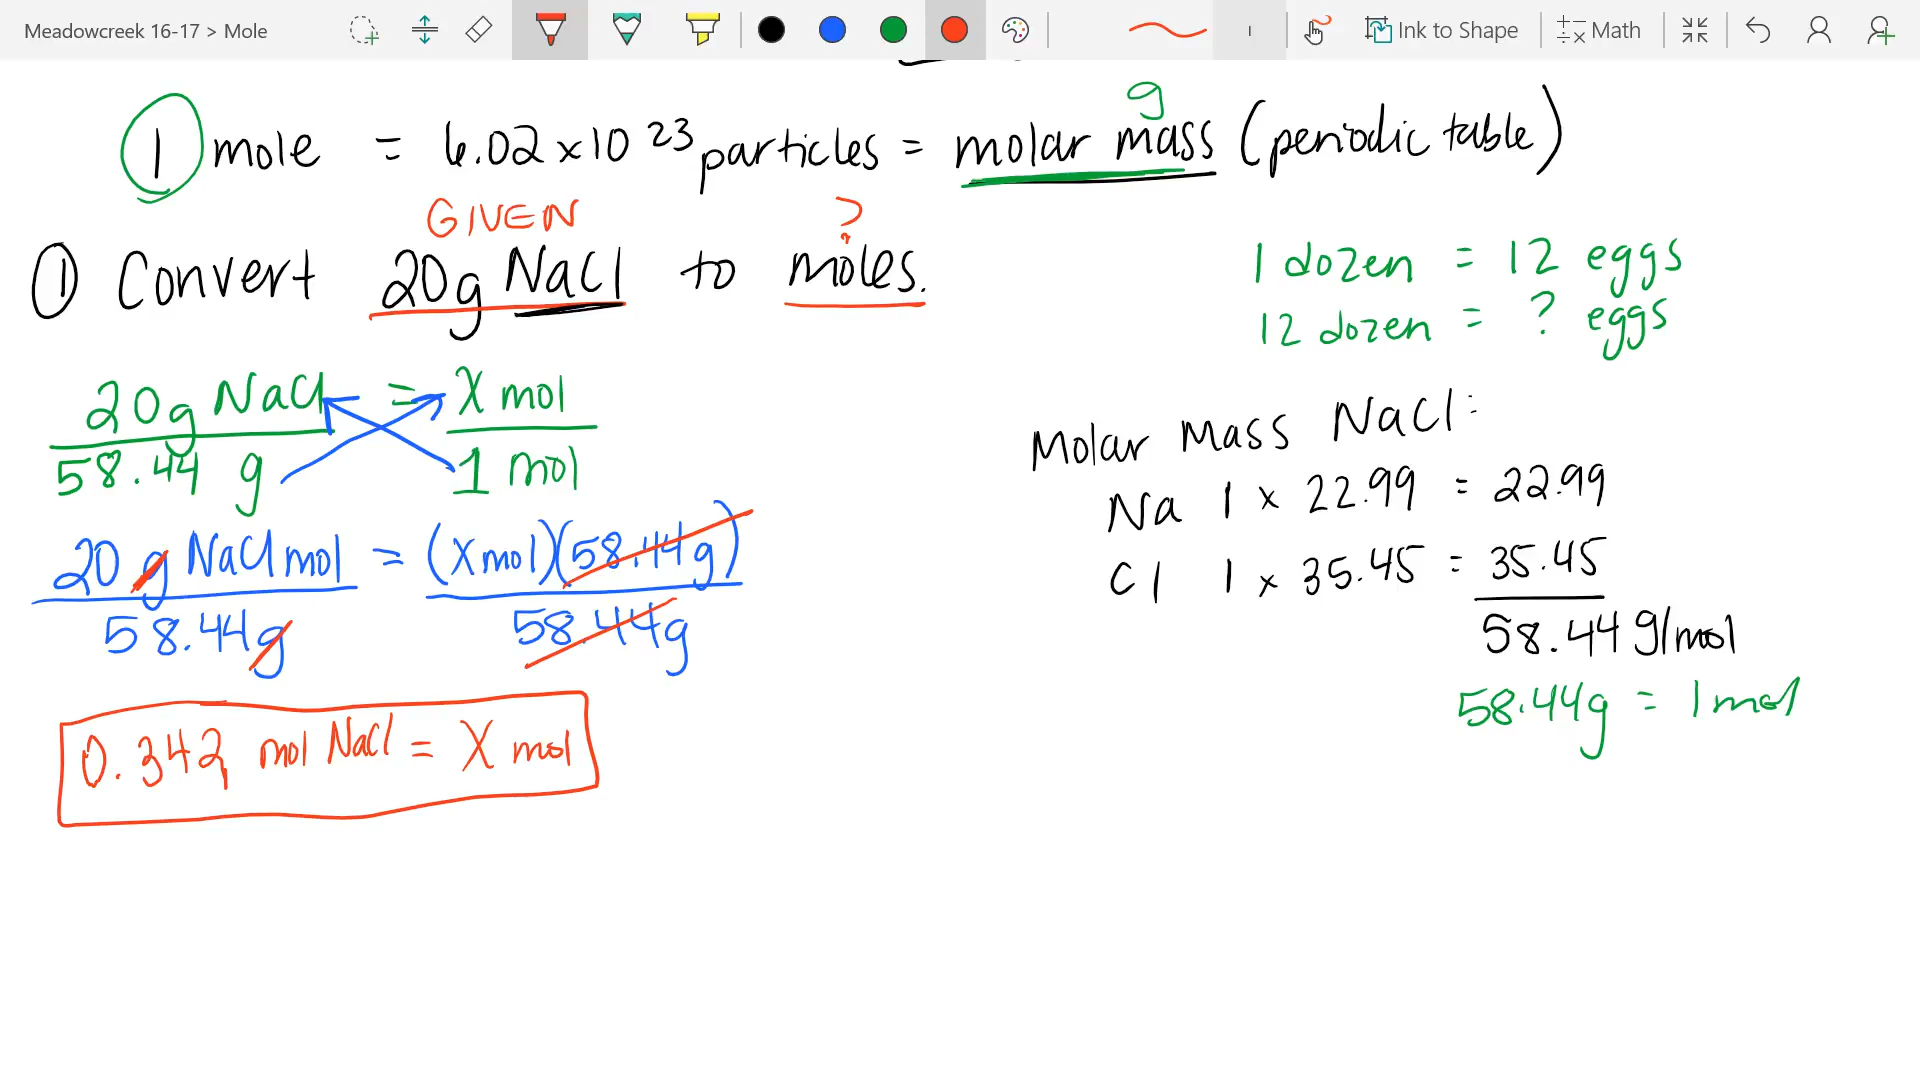 Meadowcreek 16-17 > Mole
Ink to Shape
Math
g
1 mole = 6.02 x 10 23 particles = molar mass (periodic table)
GIVEN ?
① Convert 20g NaCl to moles.
1 dozen = 12 eggs
12 dozen = ? eggs
20g NaCl = X mol
58.44 g 1 mol
20 g NaCl mol = (X mol)(58.44g)
58.44g 58.44g
0.342 mol NaCl = X mol
Molar Mass NaCl:
Na 1 x 22.99 = 22.99
Cl 1 x 35.45 = 35.45
58.44 g/mol
58.44g = 1 mol